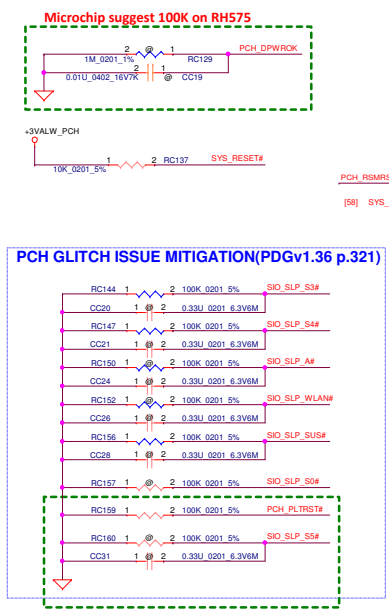 Microchip suggest 100K on RH575
2 @ 1 PCH_DPWROK
1M_0201_1% RC129
2 1
0.01U_0402_16V7K @ CC19
+3VALW_PCH
1 2 RC137 SYS_RESET#
10K_0201_5%
PCH_RSMRS
[58] SYS_
PCH GLITCH ISSUE MITIGATION(PDGv1.36 p.321)
RC144 1 2 100K_0201_5% SIO_SLP_S3#
CC20 1 @ 2 0.33U_0201_6.3V6M
RC147 1 2 100K_0201_5% SIO_SLP_S4#
CC21 1 @ 2 0.33U_0201_6.3V6M
RC150 1 @ 2 100K_0201_5% SIO_SLP_A#
CC24 1 @ 2 0.33U_0201_6.3V6M
RC152 1 @ 2 100K_0201_5% SIO_SLP_WLAN#
CC26 1 @ 2 0.33U_0201_6.3V6M
RC156 1 @ 2 100K_0201_5% SIO_SLP_SUS#
CC28 1 @ 2 0.33U_0201_6.3V6M
RC157 1 @ 2 100K_0201_5% SIO_SLP_S0#
RC159 1 2 100K_0201_5% PCH_PLTRST#
RC160 1 @ 2 100K_0201_5% SIO_SLP_S5#
CC31 1 @ 2 0.33U_0201_6.3V6M